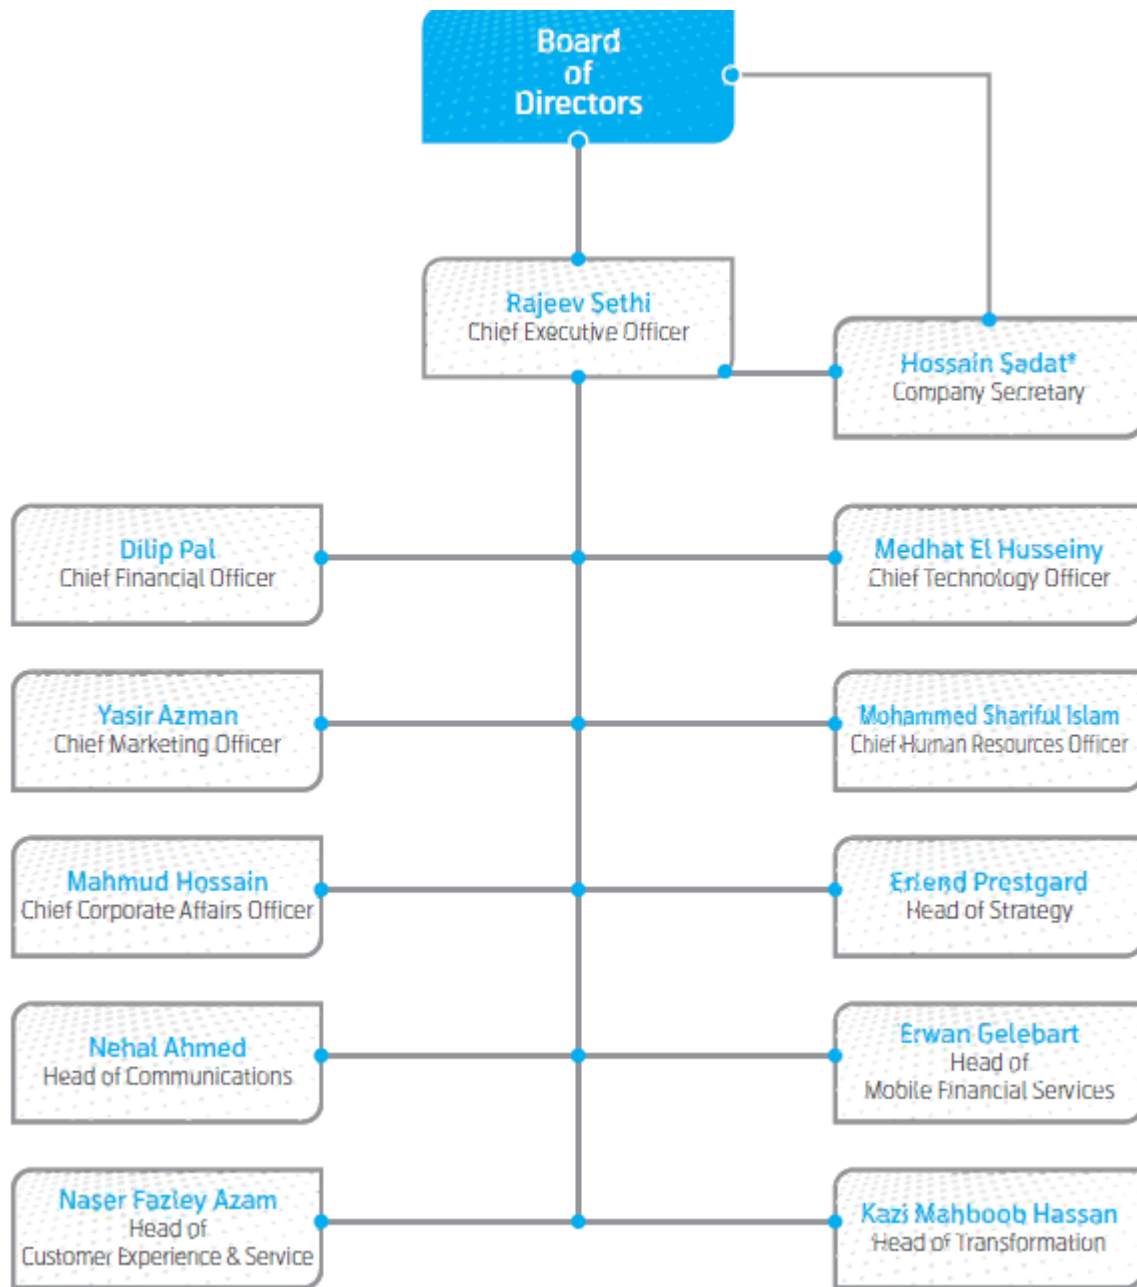 Board
of
Directors
Rajeev Sethi
Chief Executive Officer
Hossain Sadat*
Company Secretary
Dilip Pal
Chief Financial Officer
Medhat El Husseiny
Chief Technology Officer
Yasir Azman
Chief Marketing Officer
Mohammed Shariful Islam
Chief Human Resources Officer
Mahmud Hossain
Chief Corporate Affairs Officer
Erlend Prestgard
Head of Strategy
Nehal Ahmed
Head of Communications
Erwan Gelebart
Head of
Mobile Financial Services
Naser Fazley Azam
Head of
Customer Experience & Service
Kazi Mahboob Hassan
Head of Transformation